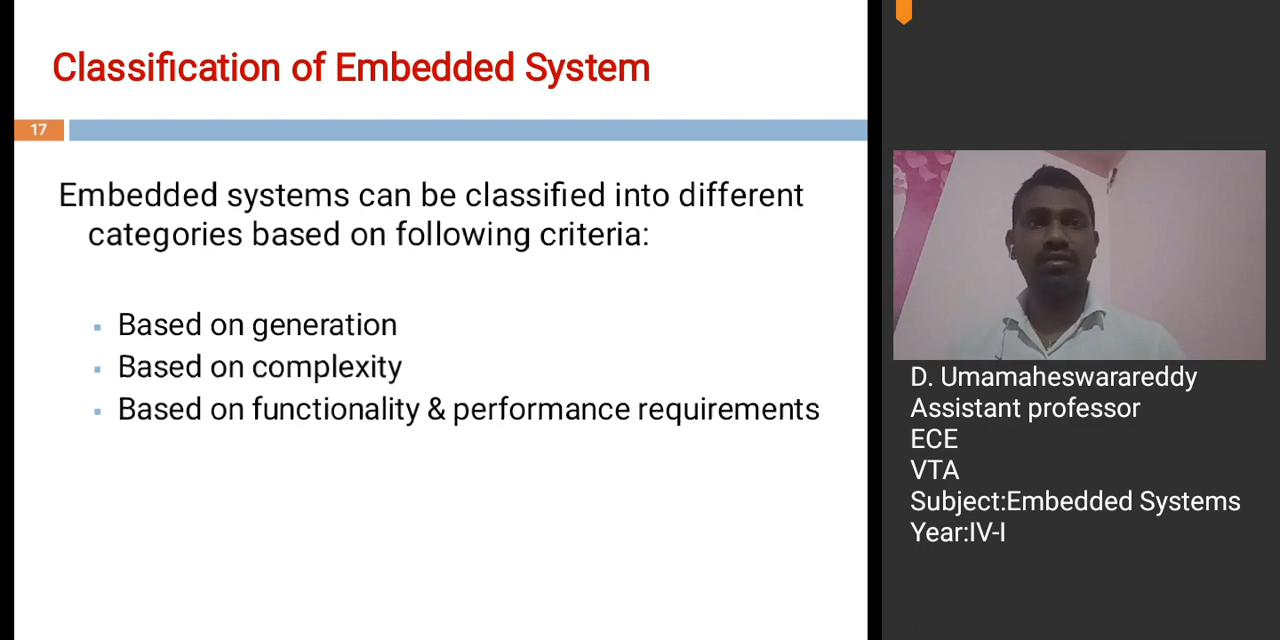 Classification of Embedded System
17
Embedded systems can be classified into different
categories based on following criteria:
Based on generation
Based on complexity
Based on functionality & performance requirements
D. Umamaheswarareddy
Assistant professor
ECE
VTA
Subject:Embedded Systems
Year:IV-I